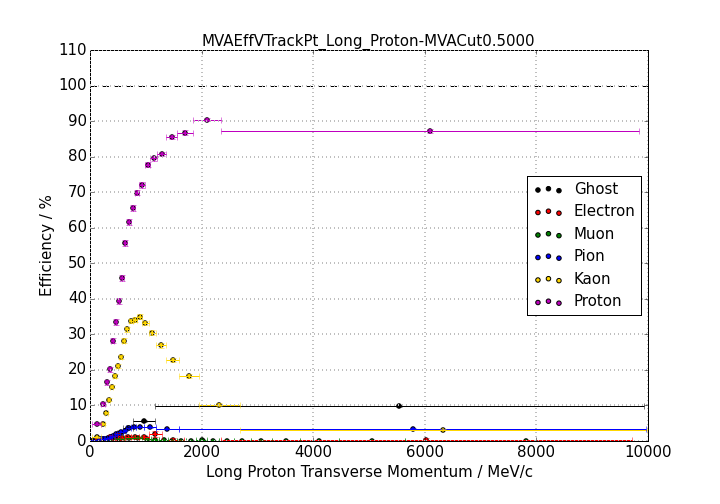 MVAEffVTrackPt_Long_Proton-MVACut0.5000
110
100
90
80
70
60
50
40
30
20
10
0
Efficiency / %
Ghost
Electron
Muon
Pion
Kaon
Proton
0 2000 4000 6000 8000 10000
Long Proton Transverse Momentum / MeV/c